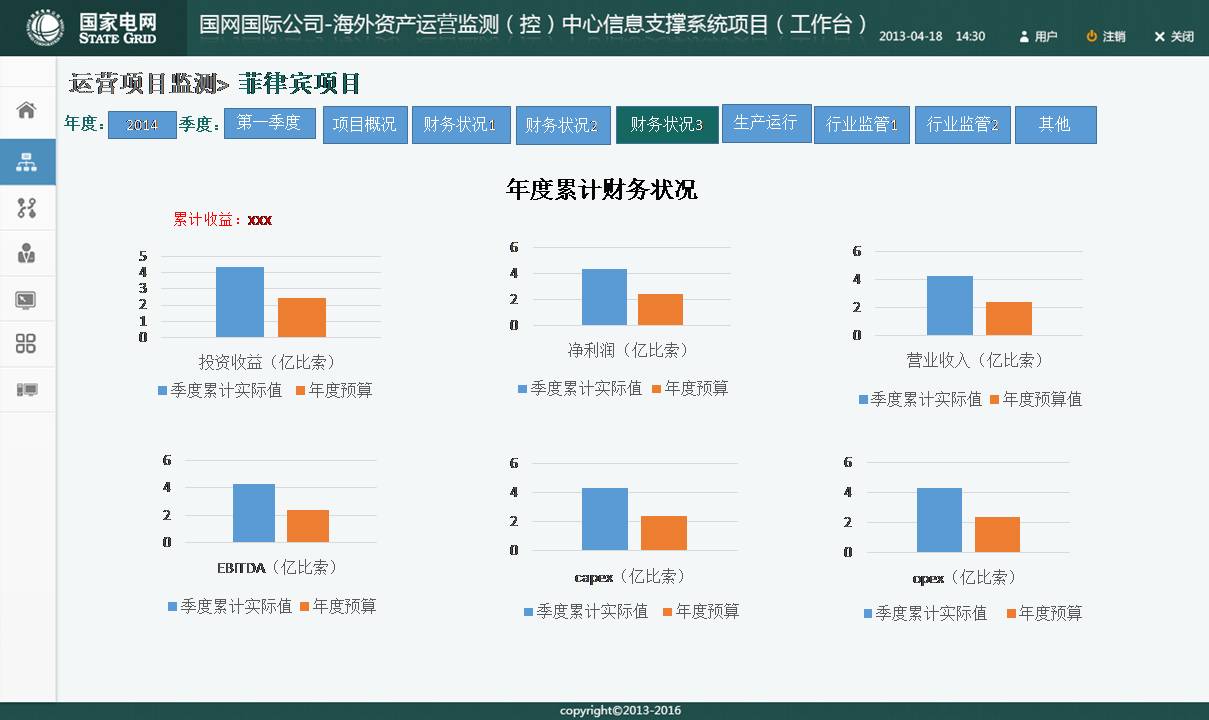 国家电网
STATE GRID
国网国际公司-海外资产运营监测（控）中心信息支撑系统项目（工作台）
2013-04-18 14:30
用户
注销
关闭
运营项目监测> 菲律宾项目
年度： 2014 季度： 第一季度 项目概况 财务状况1 财务状况2 财务状况3 生产运行 行业监管1 行业监管2 其他
年度累计财务状况
累计收益：xxx
5
4
3
2
1
0
投资收益（亿比索）
季度累计实际值 年度预算
6
4
2
0
净利润（亿比索）
季度累计实际值 年度预算
6
4
2
0
营业收入（亿比索）
季度累计实际值 年度预算值
6
4
2
0
EBITDA（亿比索）
季度累计实际值 年度预算
6
4
2
0
capex（亿比索）
季度累计实际值 年度预算
6
4
2
0
opex（亿比索）
季度累计实际值 年度预算
copyright©2013-2016